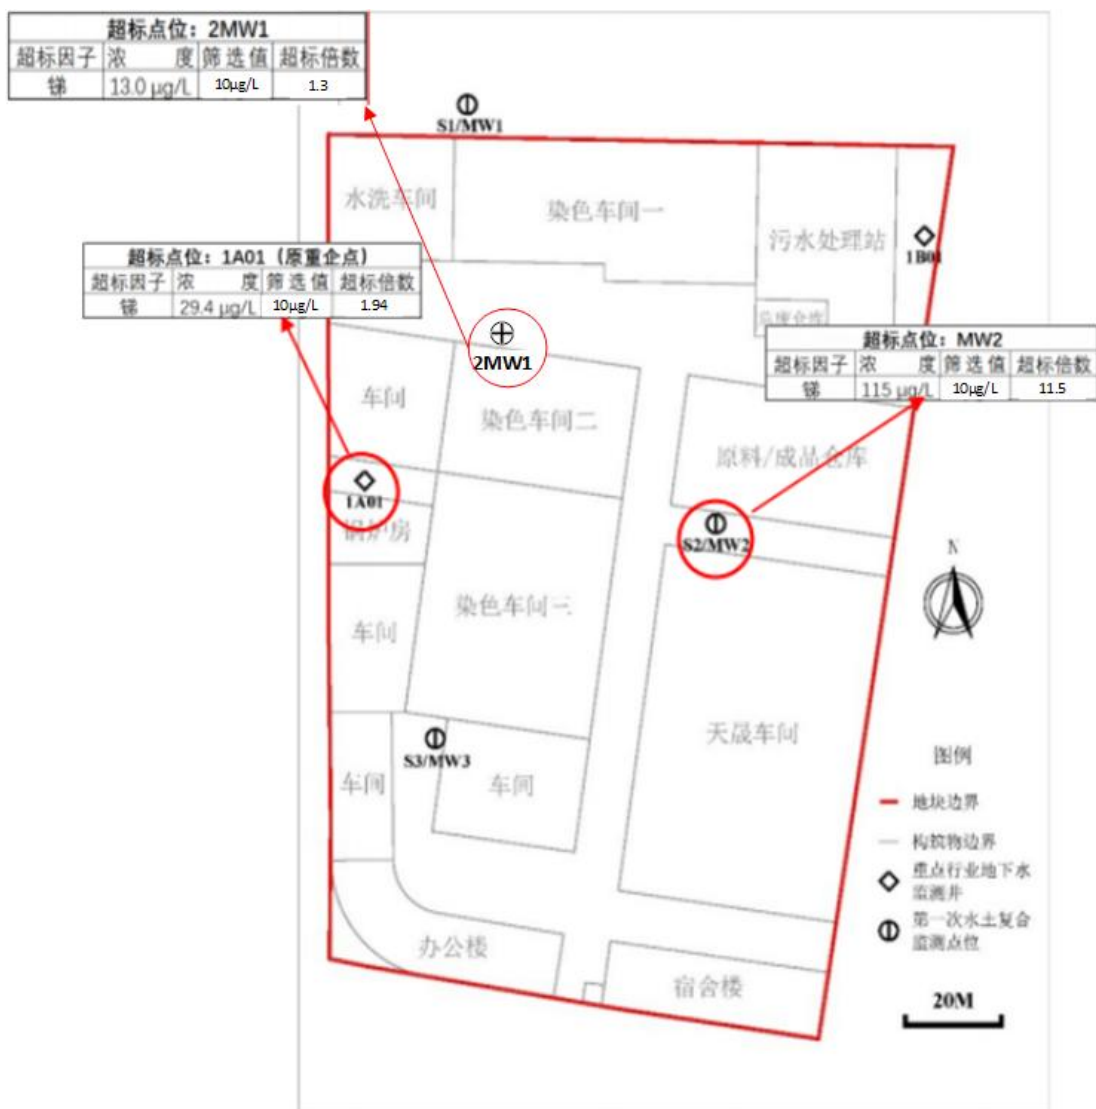 超标点位：2MW1
超标因子 浓 度 筛选值 超标倍数
锑 13.0 μg/L 10μg/L 1.3
S1/MW1
水洗车间
染色车间一
污水处理站
1B01
超标点位：1A01（原重企点）
超标因子 浓 度 筛选值 超标倍数
锑 29.4 μg/L 10μg/L 1.94
2MW1
超标点位：MW2
超标因子 浓 度 筛选值 超标倍数
锑 115 μg/L 10μg/L 11.5
车间
染色车间二
原料/成品仓库
1A01
锅炉房
S2/MW2
N
染色车间三
车间
天晟车间
S3/MW3
车间
车间
图例
地块边界
构筑物边界
重点行业地下水
监测井
第一次水土复合
监测点位
办公楼
宿舍楼
20M